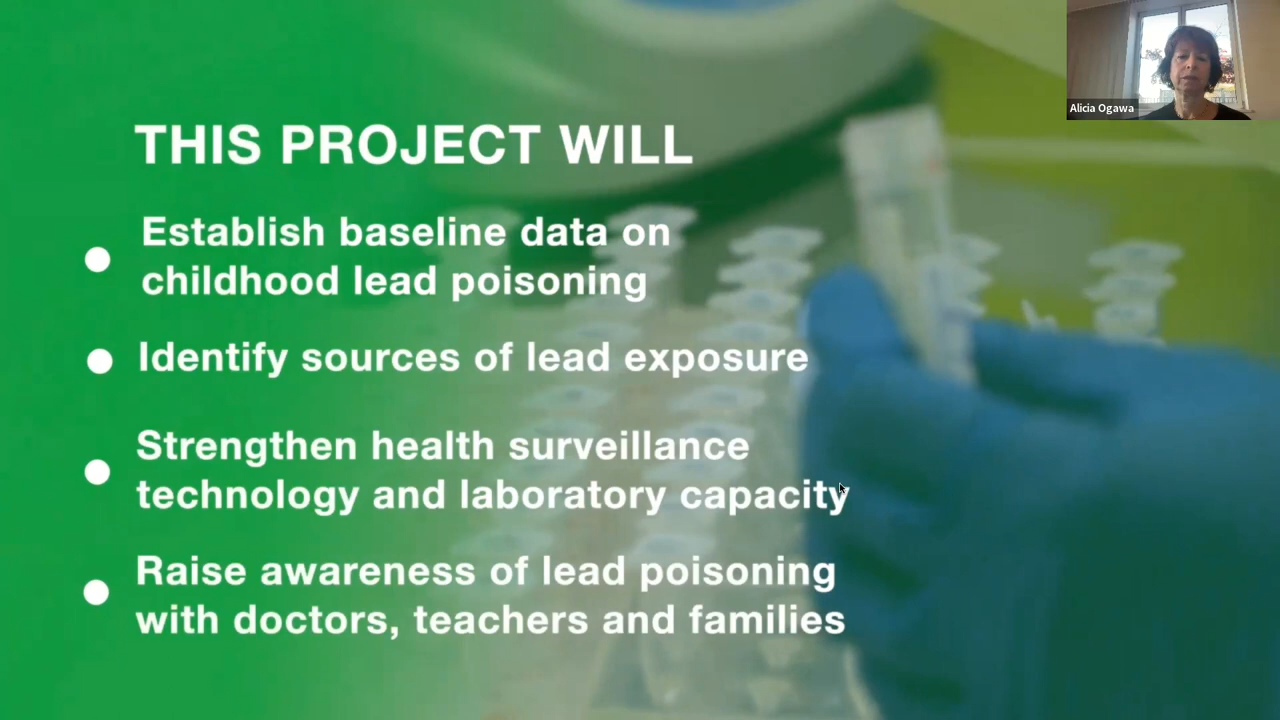 Alicia Ogawa
THIS PROJECT WILL
Establish baseline data on
childhood lead poisoning
Identify sources of lead exposure
Strengthen health surveillance
technology and laboratory capacity
Raise awareness of lead poisoning
with doctors, teachers and families